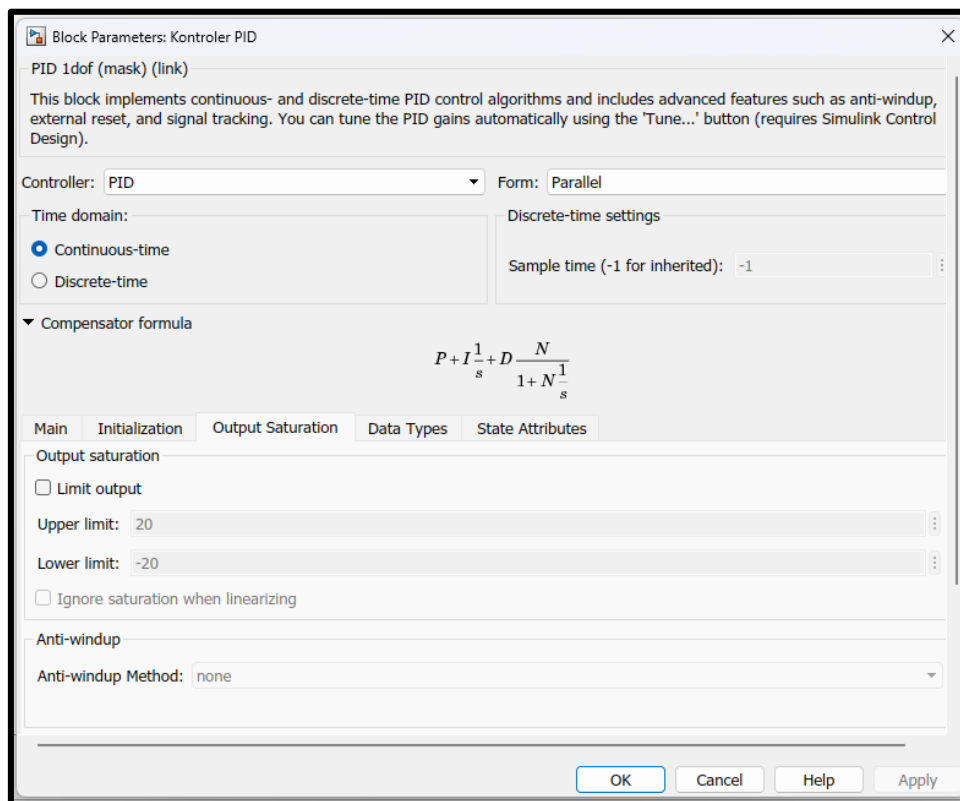 Block Parameters: Kontroler PID
PID 1dof (mask) (link)
This block implements continuous- and discrete-time PID control algorithms and includes advanced features such as anti-windup,
external reset, and signal tracking. You can tune the PID gains automatically using the 'Tune...' button (requires Simulink Control
Design).
Controller: PID Form: Parallel
Time domain: Discrete-time settings
Continuous-time
Sample time (-1 for inherited): -1
Discrete-time
Compensator formula
P + I 1/s + D N/(1 + N 1/s)
Main Initialization Output Saturation Data Types State Attributes
Output saturation
Limit output
Upper limit: 20
Lower limit: -20
Ignore saturation when linearizing
Anti-windup
Anti-windup Method: none
OK Cancel Help Apply